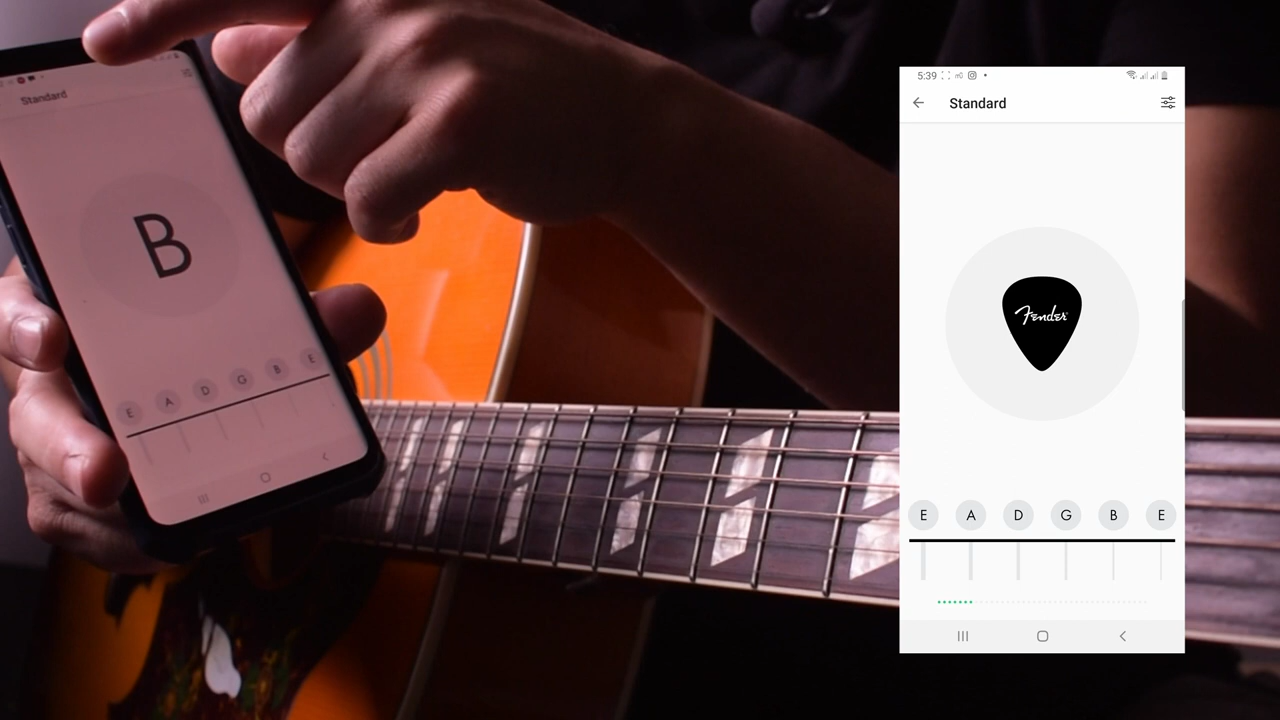 Standard
B
E A D G B E
5:39
Standard
Fender
E A D G B E